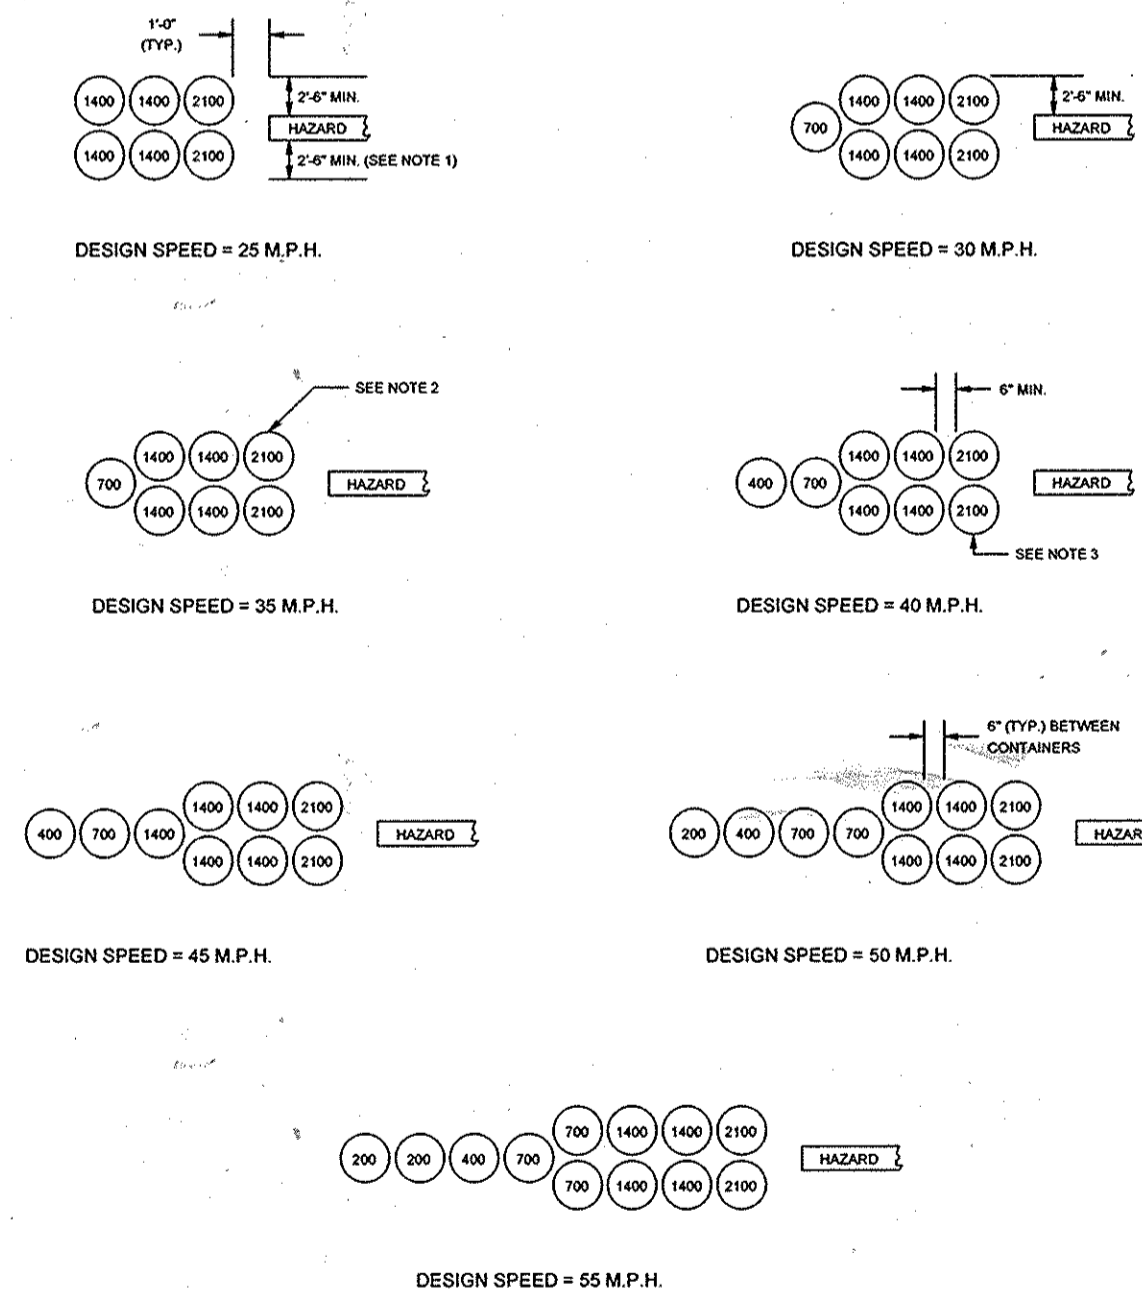 1'-0"
(TYP.)
1400 1400 2100
2'-6" MIN.
HAZARD
1400 1400 2100
2'-6" MIN. (SEE NOTE 1)
DESIGN SPEED = 25 M.P.H.
1400 1400 2100
2'-6" MIN.
700
HAZARD
1400 1400 2100
DESIGN SPEED = 30 M.P.H.
SEE NOTE 2
1400 1400 2100
700
HAZARD
1400 1400 2100
DESIGN SPEED = 35 M.P.H.
6" MIN.
1400 1400 2100
400 700
HAZARD
1400 1400 2100
SEE NOTE 3
DESIGN SPEED = 40 M.P.H.
1400 1400 2100
400 700 1400
HAZARD
1400 1400 2100
DESIGN SPEED = 45 M.P.H.
6" (TYP.) BETWEEN
CONTAINERS
1400 1400 2100
200 400 700 700
HAZAR
1400 1400 2100
DESIGN SPEED = 50 M.P.H.
700 1400 1400 2100
200 200 400 700
HAZARD
700 1400 1400 2100
DESIGN SPEED = 55 M.P.H.